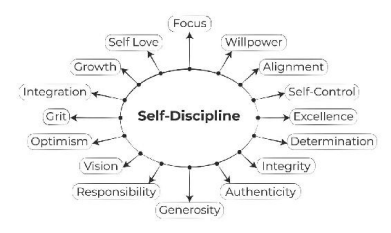 Focus
Self Love
Willpower
Growth
Alignment
Integration
Self-Control
Grit
Self-Discipline
Excellence
Optimism
Determination
Vision
Integrity
Responsibility
Authenticity
Generosity